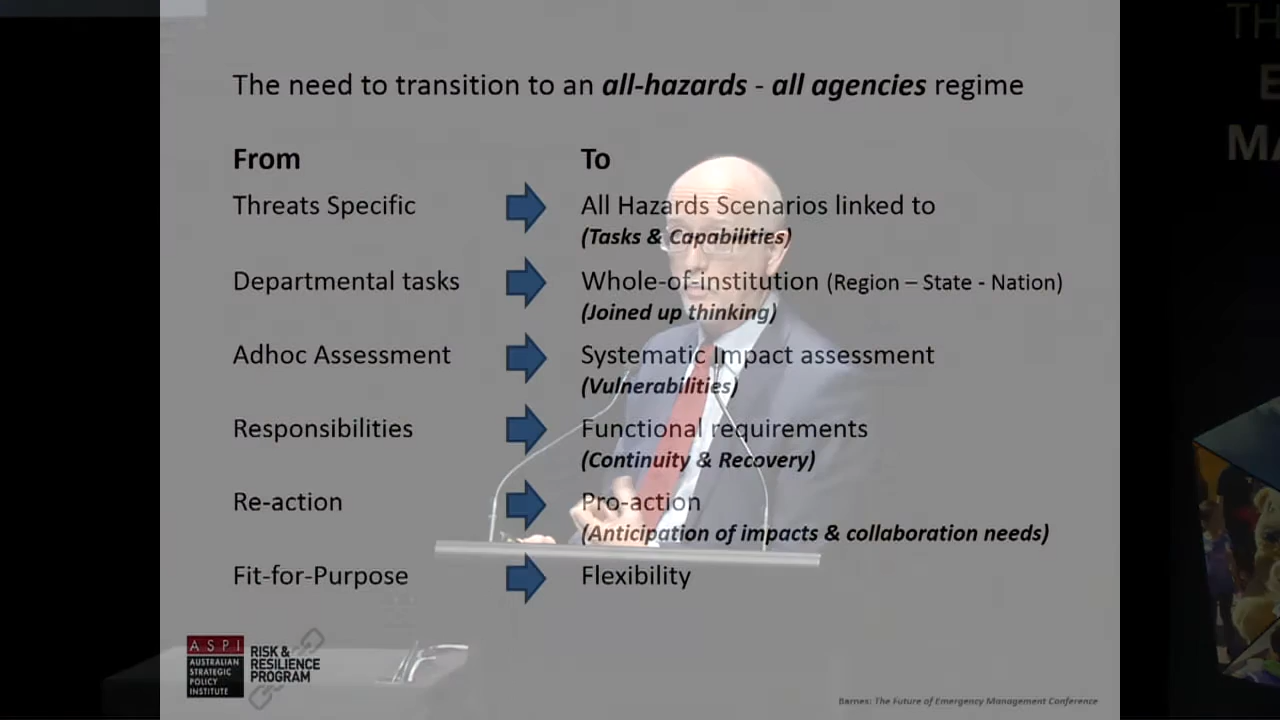 The need to transition to an all-hazards - all agencies regime
From
To
Threats Specific
All Hazards Scenarios linked to
(Tasks & Capabilities)
Departmental tasks
Whole-of-institution (Region – State - Nation)
(Joined up thinking)
Adhoc Assessment
Systematic Impact assessment
(Vulnerabilities)
Responsibilities
Functional requirements
(Continuity & Recovery)
Re-action
Pro-action
(Anticipation of impacts & collaboration needs)
Fit-for-Purpose
Flexibility
ASPI
AUSTRALIAN
STRATEGIC
POLICY
INSTITUTE
RISK &
RESILIENCE
PROGRAM
Barnes: The Future of Emergency Management Conference
TH
E
MA